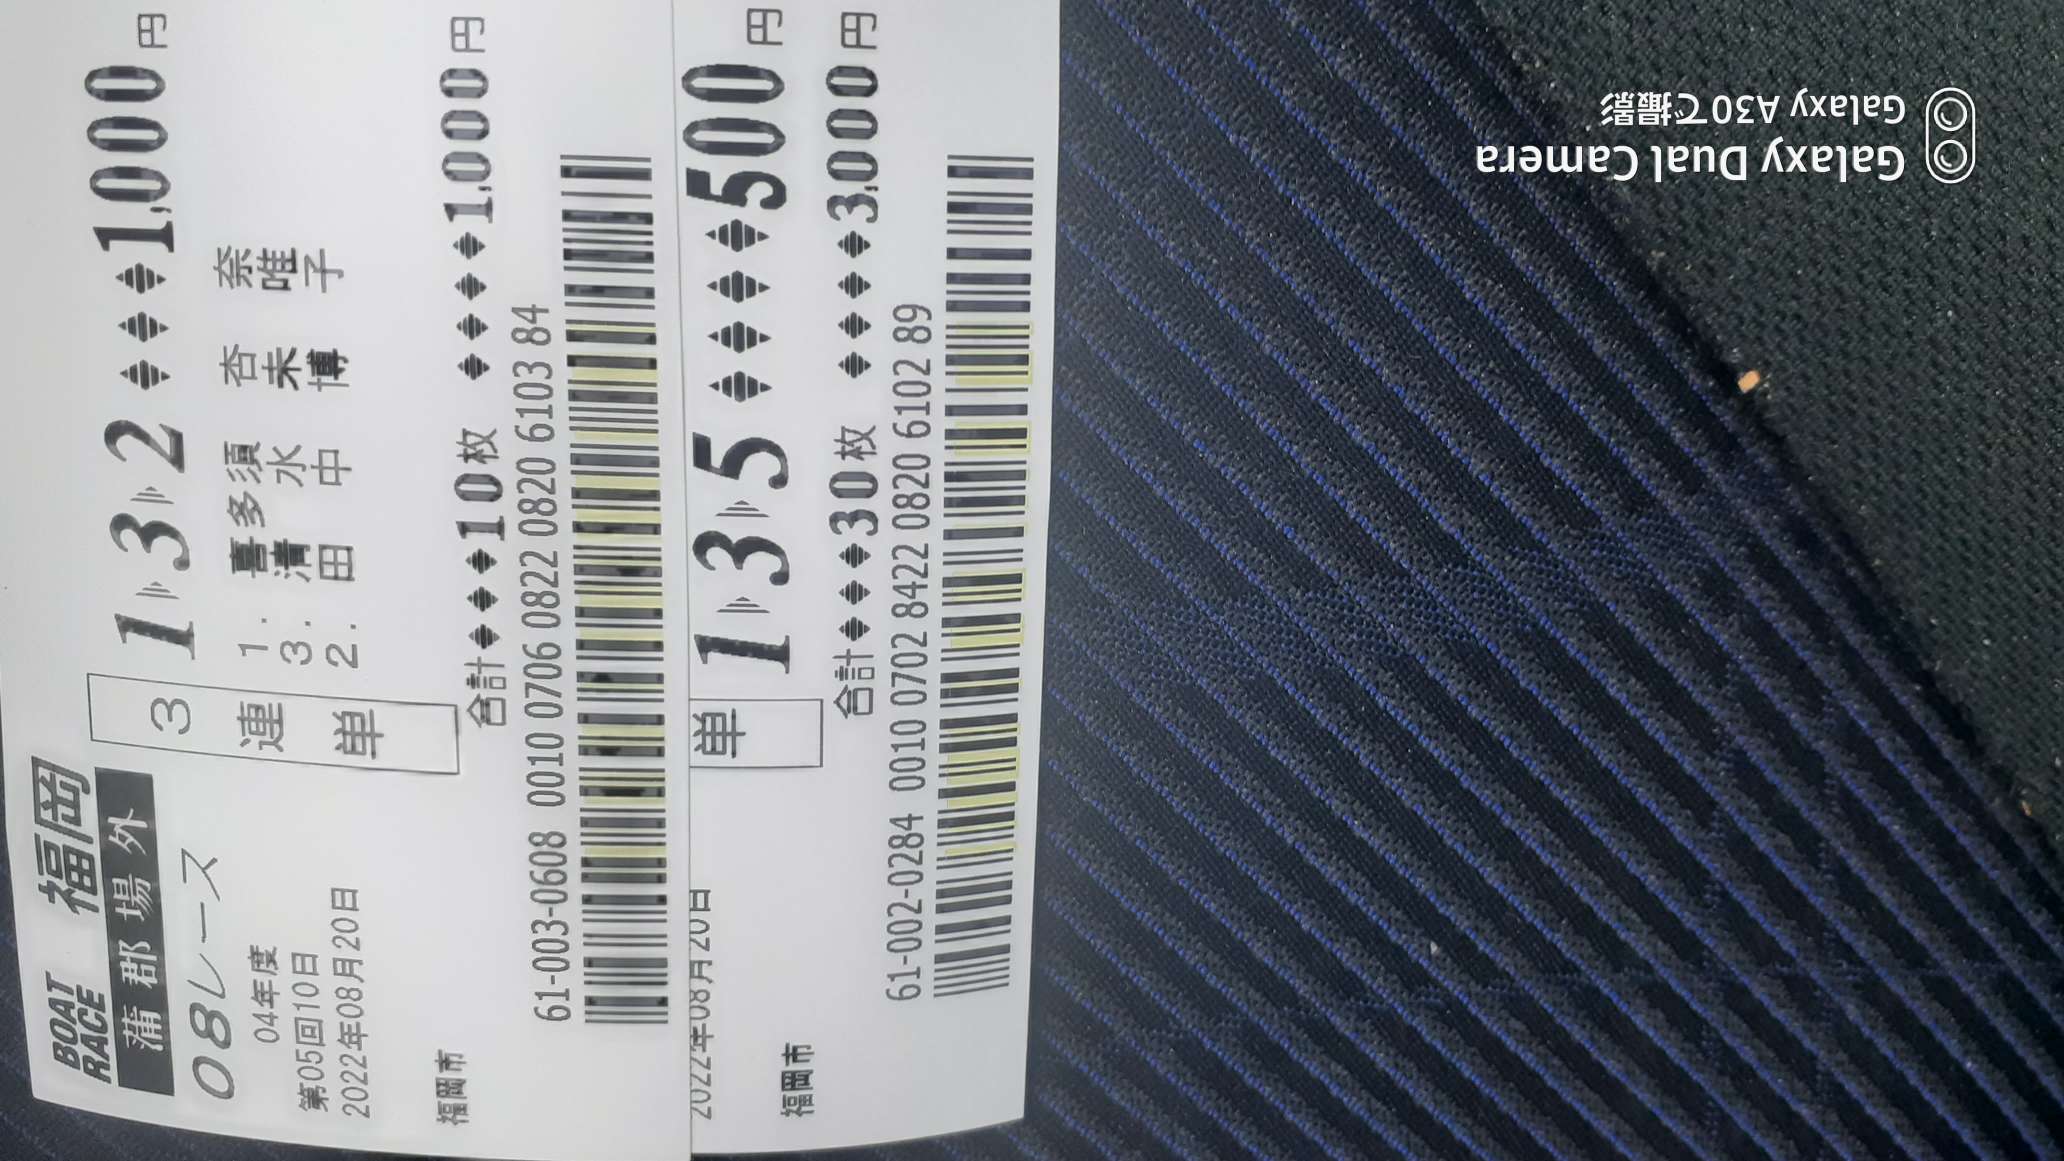 BOAT RACE 福岡
蒲郡場外
08レース
04年度
第05回10日
2022年08月20日
福岡市
3連単
1▷3▷2 ◆◆◆1,000円
1. 喜多須 杏奈
3. 清水 未唯
2. 田中 博子
合計◆◆◆10枚 ◆◆◆◆1,000円
61-003-0608 0010 0706 0822 0820 6103 84
単
1▷3▷5 ◆◆◆◆500円
2022年08月20日
福岡市
合計◆◆◆30枚 ◆◆◆◆3,000円
61-002-0284 0010 0702 8422 0820 6102 89
Galaxy Dual Camera
Galaxy A30で撮影